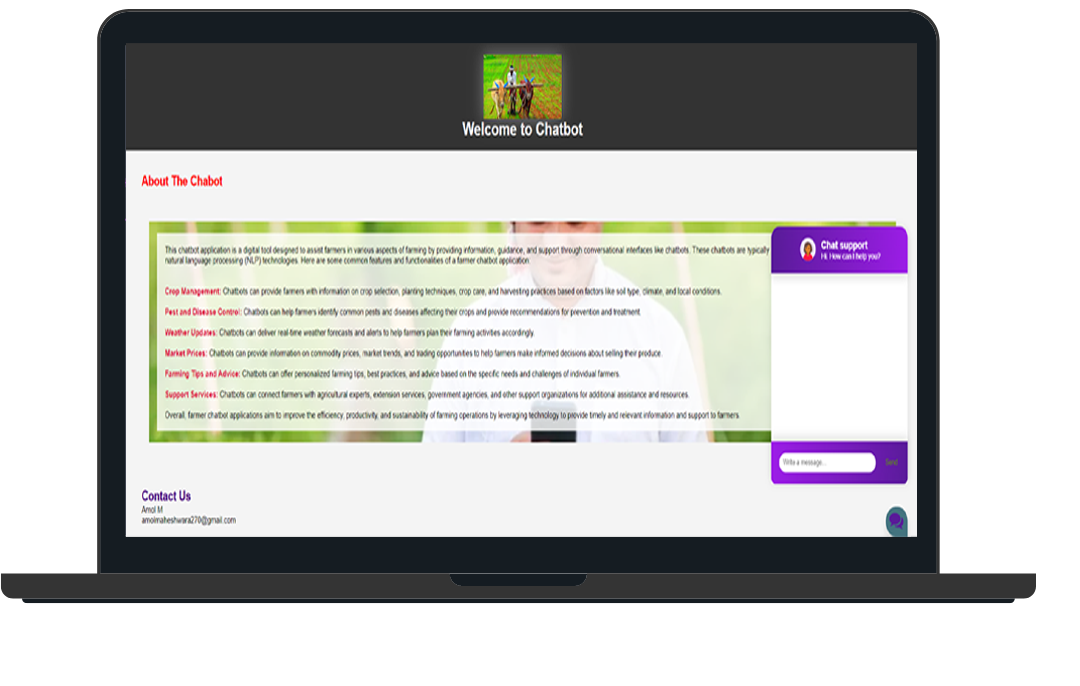 Welcome to Chatbot
About The Chabot
This chatbot application is a digital tool designed to assist farmers in various aspects of farming by providing information, guidance, and support through conversational interfaces like chatbots. These chatbots are typically
natural language processing (NLP) technologies. Here are some common features and functionalities of a farmer chatbot application
Crop Management: Chatbots can provide farmers with information on crop selection, planting techniques, crop care, and harvesting practices based on factors like soil type, climate, and local conditions.
Pest and Disease Control: Chatbots can help farmers identify common pests and diseases affecting their crops and provide recommendations for prevention and treatment.
Weather Updates: Chatbots can deliver real-time weather forecasts and alerts to help farmers plan their farming activities accordingly.
Market Prices: Chatbots can provide information on commodity prices, market trends, and trading opportunities to help farmers make informed decisions about selling their produce.
Farming Tips and Advice: Chatbots can offer personalized farming tips, best practices, and advice based on the specific needs and challenges of individual farmers.
Support Services: Chatbots can connect farmers with agricultural experts, extension services, government agencies, and other support organizations for additional assistance and resources.
Overall, farmer chatbot applications aim to improve the efficiency, productivity, and sustainability of farming operations by leveraging technology to provide timely and relevant information and support to farmers.
Chat support
Hi. How can I help you?
Write a message...
Send
Contact Us
Amol M
amolmaheshwara270@gmail.com